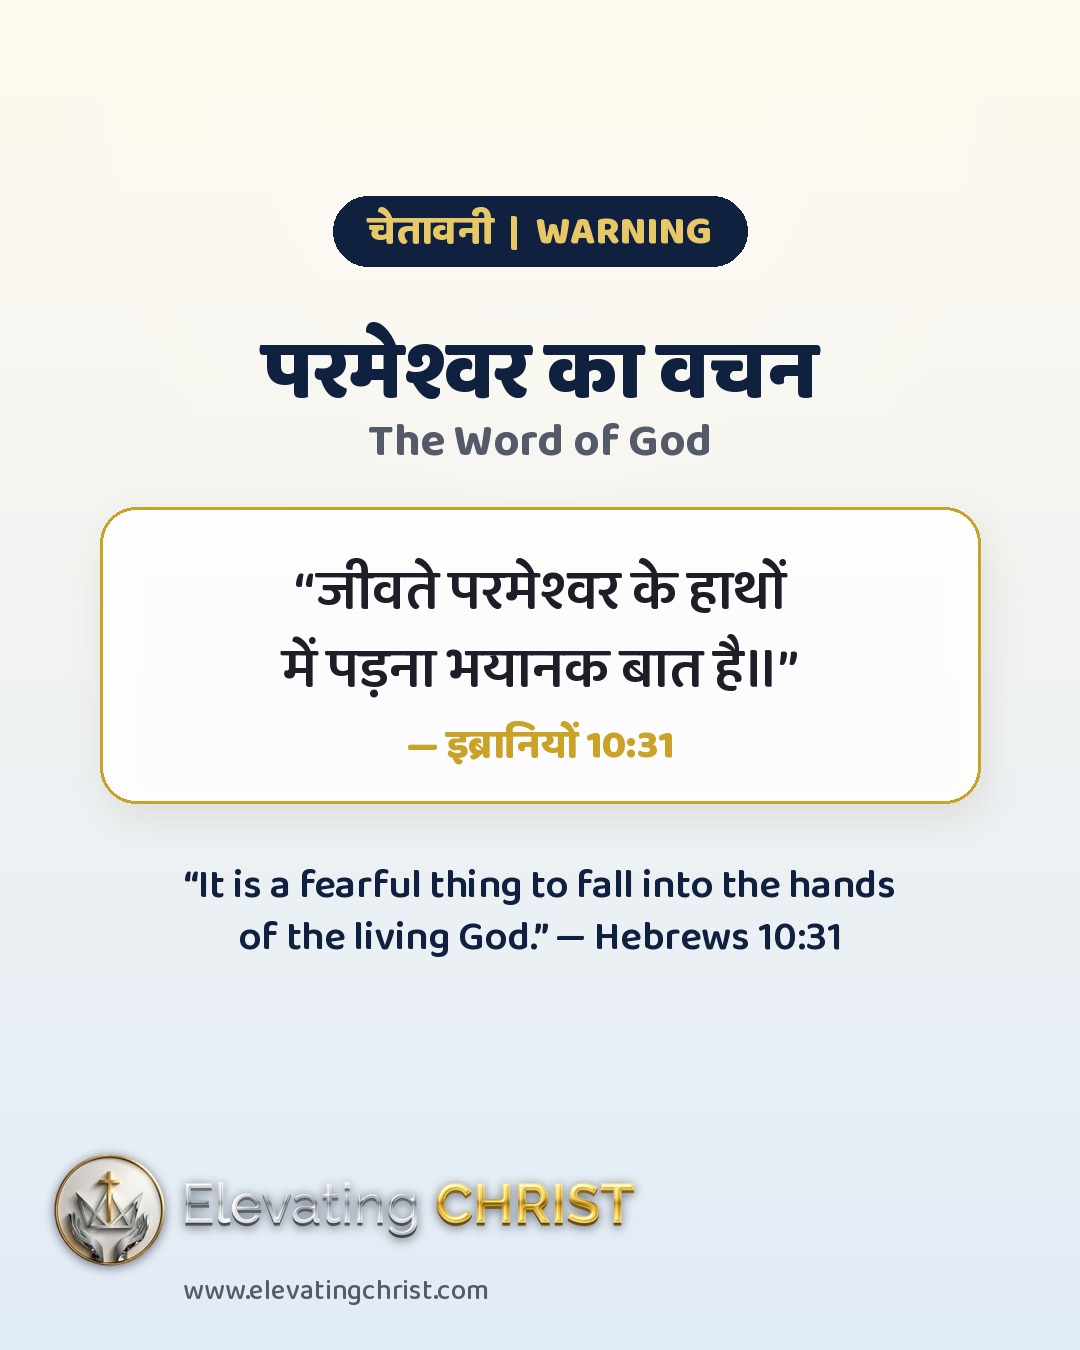 चेतावनी | WARNING
परमेश्वर का वचन
The Word of God
“जीवते परमेश्वर के हाथों
में पड़ना भयानक बात है॥”
— इब्रानियों 10:31
“It is a fearful thing to fall into the hands
of the living God.” — Hebrews 10:31
Elevating CHRIST
www.elevatingchrist.com